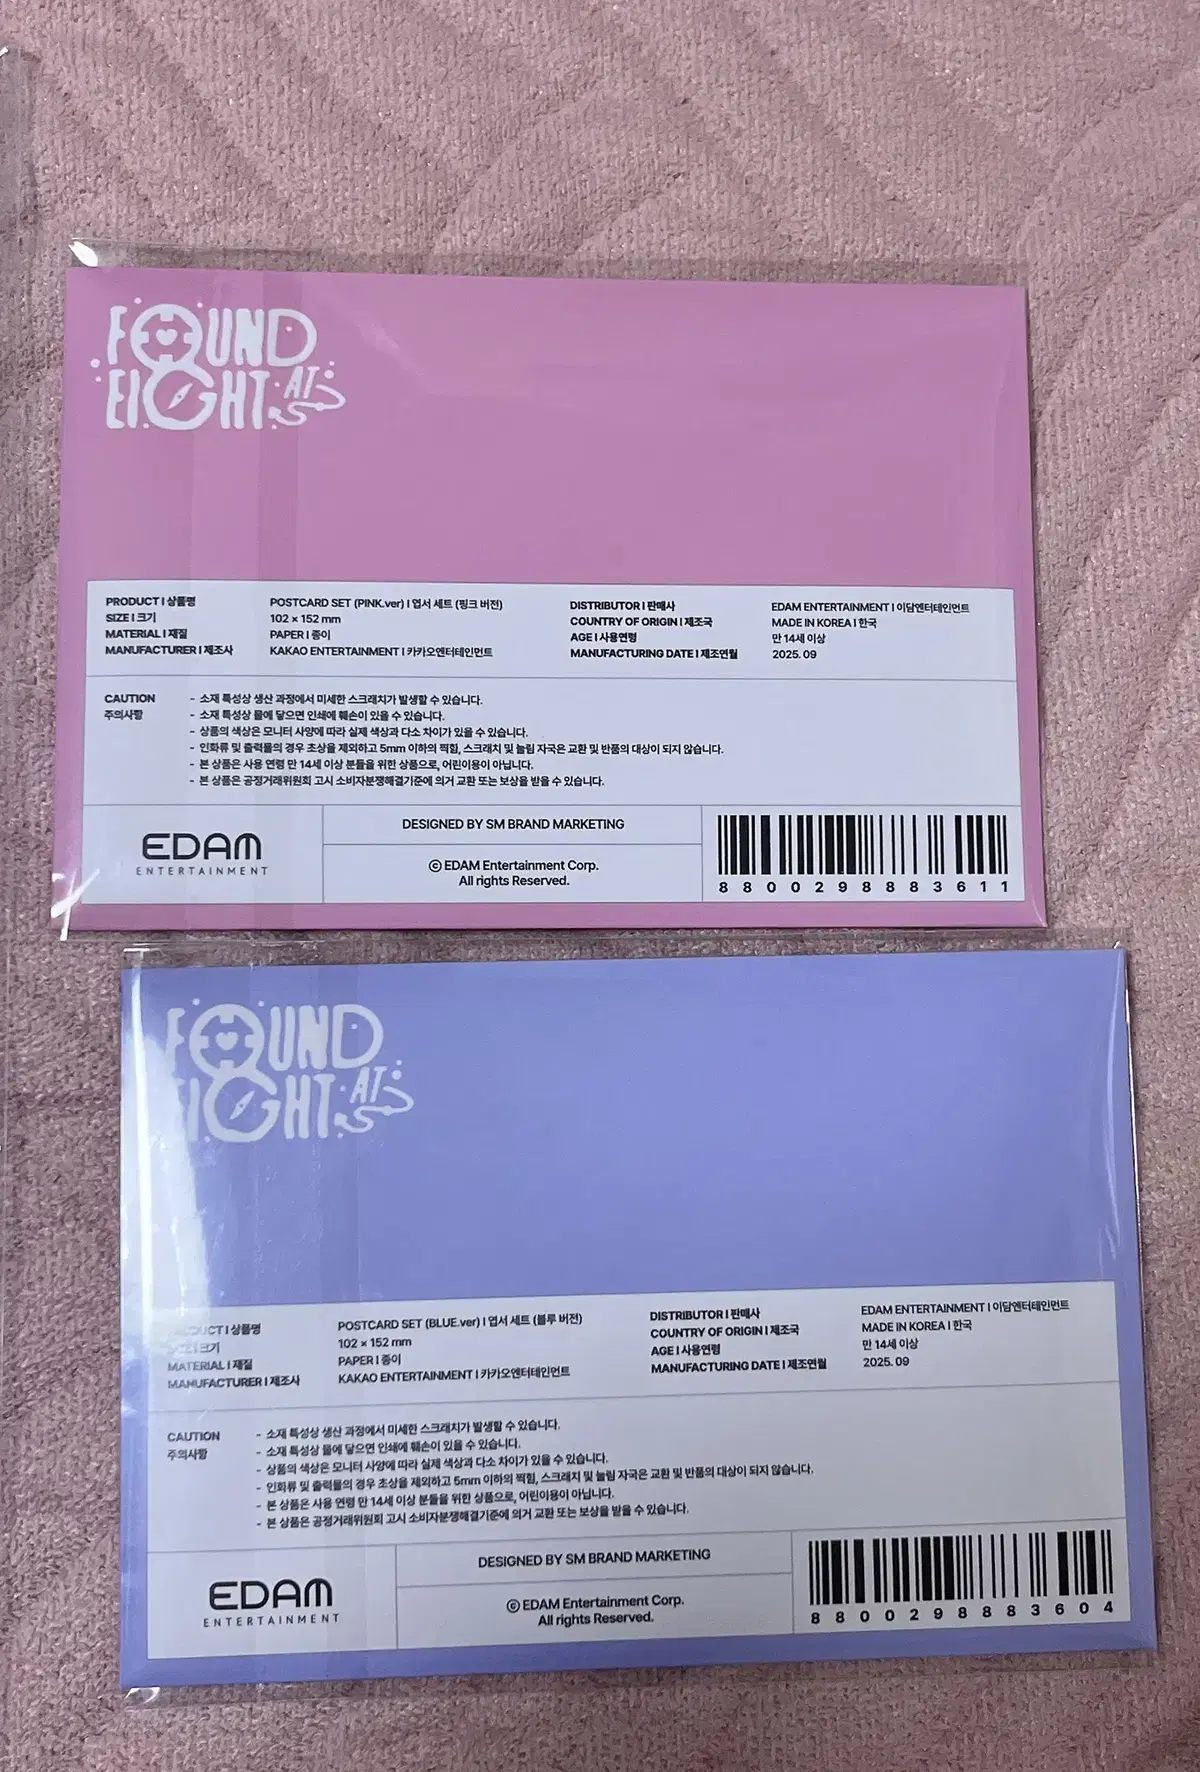 FOUND
EIGHT AT
PRODUCT I 상품명 POSTCARD SET (PINK.ver) I 엽서 세트 (핑크 버전) DISTRIBUTOR I 판매사 EDAM ENTERTAINMENT I 이담엔터테인먼트
SIZE I 크기 102 × 152 mm COUNTRY OF ORIGIN I 제조국 MADE IN KOREA I 한국
MATERIAL I 재질 PAPER I 종이 AGE I 사용연령 만 14세 이상
MANUFACTURER I 제조사 KAKAO ENTERTAINMENT I 카카오엔터테인먼트 MANUFACTURING DATE I 제조연월 2025. 09
CAUTION - 소재 특성상 생산 과정에서 미세한 스크래치가 발생할 수 있습니다.
주의사항 - 소재 특성상 물에 닿으면 인쇄에 훼손이 있을 수 있습니다.
- 상품의 색상은 모니터 사양에 따라 실제 색상과 다소 차이가 있을 수 있습니다.
- 인화류 및 출력물의 경우 초상을 제외하고 5mm 이하의 찍힘, 스크래치 및 눌림 자국은 교환 및 반품의 대상이 되지 않습니다.
- 본 상품은 사용 연령 만 14세 이상 분들을 위한 상품으로, 어린이용이 아닙니다.
- 본 상품은 공정거래위원회 고시 소비자분쟁해결기준에 의거 교환 또는 보상을 받을 수 있습니다.
EDAM
ENTERTAINMENT
DESIGNED BY SM BRAND MARKETING
ⓒ EDAM Entertainment Corp.
All rights Reserved.
8800298883611
FOUND
EIGHT AT
PRODUCT I 상품명 POSTCARD SET (BLUE.ver) I 엽서 세트 (블루 버전) DISTRIBUTOR I 판매사 EDAM ENTERTAINMENT I 이담엔터테인먼트
SIZE I 크기 102 × 152 mm COUNTRY OF ORIGIN I 제조국 MADE IN KOREA I 한국
MATERIAL I 재질 PAPER I 종이 AGE I 사용연령 만 14세 이상
MANUFACTURER I 제조사 KAKAO ENTERTAINMENT I 카카오엔터테인먼트 MANUFACTURING DATE I 제조연월 2025. 09
CAUTION - 소재 특성상 생산 과정에서 미세한 스크래치가 발생할 수 있습니다.
주의사항 - 소재 특성상 물에 닿으면 인쇄에 훼손이 있을 수 있습니다.
- 상품의 색상은 모니터 사양에 따라 실제 색상과 다소 차이가 있을 수 있습니다.
- 인화류 및 출력물의 경우 초상을 제외하고 5mm 이하의 찍힘, 스크래치 및 눌림 자국은 교환 및 반품의 대상이 되지 않습니다.
- 본 상품은 사용 연령 만 14세 이상 분들을 위한 상품으로, 어린이용이 아닙니다.
- 본 상품은 공정거래위원회 고시 소비자분쟁해결기준에 의거 교환 또는 보상을 받을 수 있습니다.
EDAM
ENTERTAINMENT
DESIGNED BY SM BRAND MARKETING
ⓒ EDAM Entertainment Corp.
All rights Reserved.
8800298883604